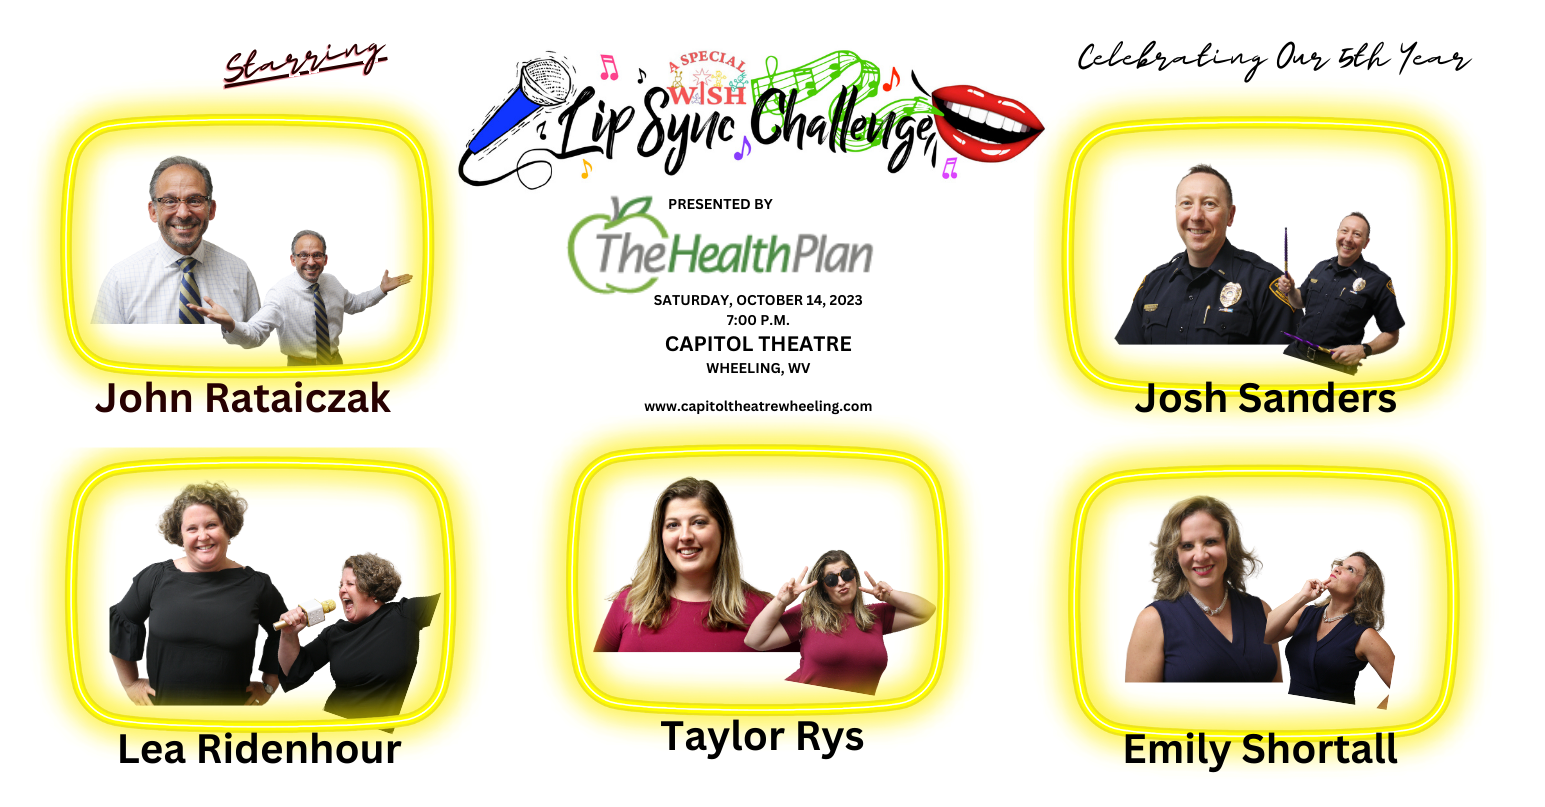 Starring
A SPECIAL
WISH
Lip Sync Challenge
Celebrating Our 5th Year
PRESENTED BY
TheHealthPlan
SATURDAY, OCTOBER 14, 2023
7:00 P.M.
CAPITOL THEATRE
WHEELING, WV
www.capitoltheatrewheeling.com
John Rataiczak
Josh Sanders
Lea Ridenhour
Taylor Rys
Emily Shortall